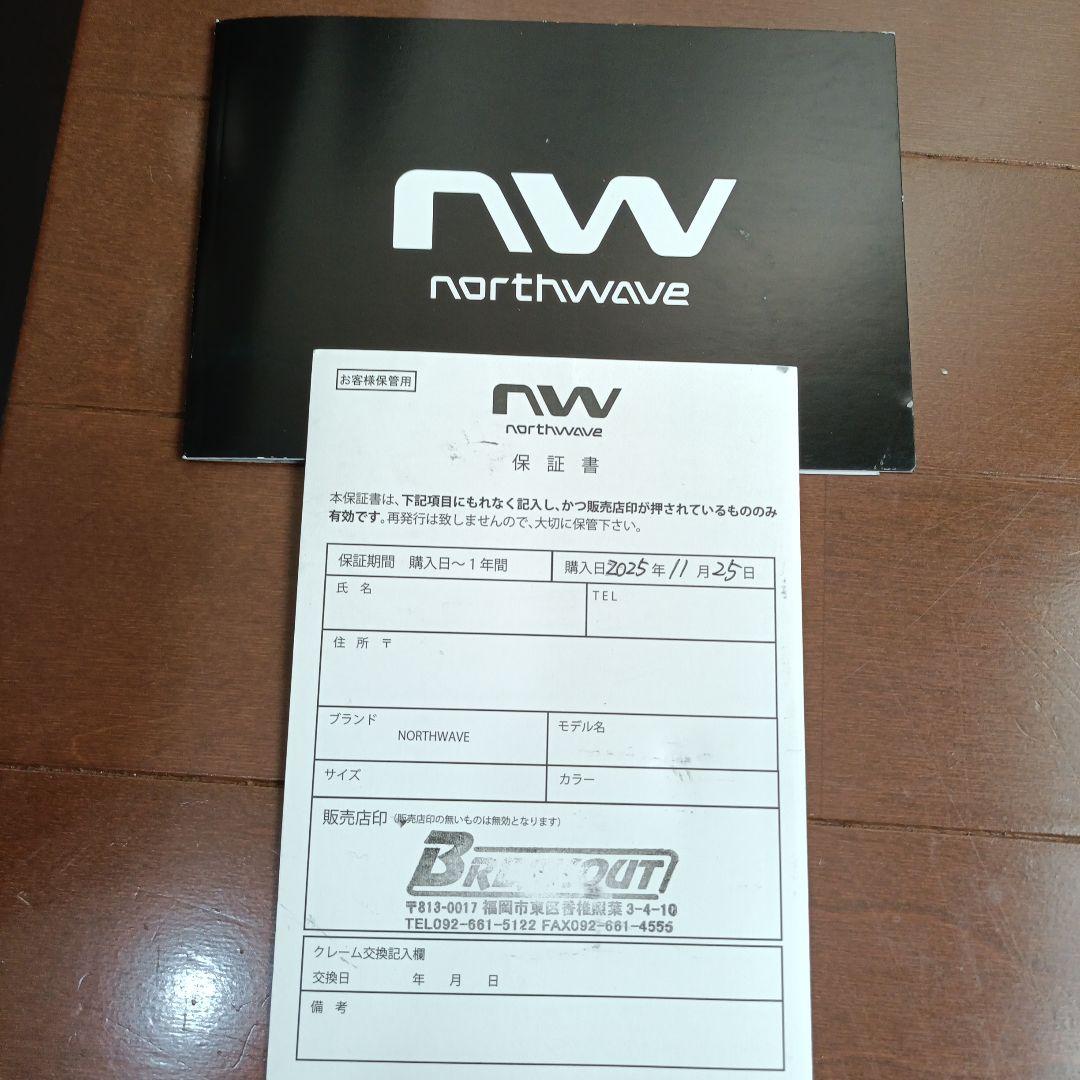 nw
northwave
お客様保管用
nw
northwave
保証書
本保証書は、下記項目にもれなく記入し、かつ販売店印が押されているもののみ
有効です。再発行は致しませんので、大切に保管下さい。
保証期間 購入日〜1年間 購入日2025年11月25日
氏名 TEL
住所 〒
ブランド NORTHWAVE モデル名
サイズ カラー
販売店印(販売店印の無いものは無効となります)
BREAKOUT
〒813-0017 福岡市東区香椎照葉 3-4-10
TEL092-661-5122 FAX092-661-4555
クレーム交換記入欄
交換日 年 月 日
備考